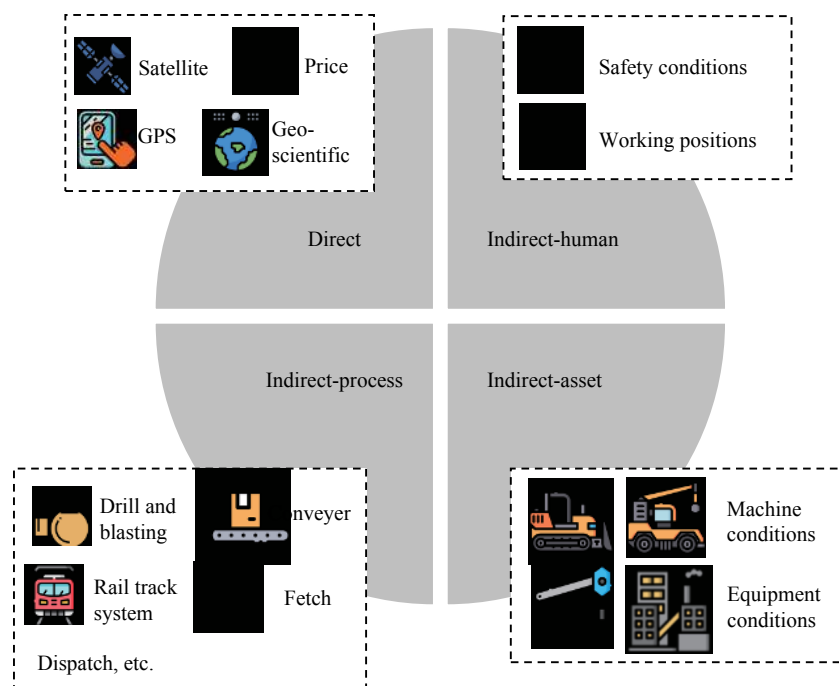 Satellite
Price
GPS
Geo-
scientific
Safety conditions
Working positions
Direct
Indirect-human
Indirect-process
Indirect-asset
Drill and
blasting
onveyer
Rail track
system
Fetch
Dispatch, etc.
Machine
conditions
Equipment
conditions